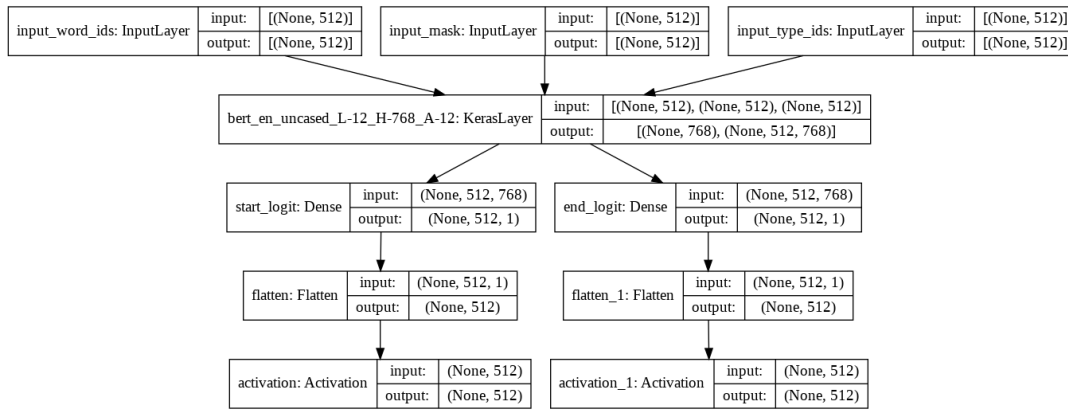 input_word_ids: InputLayer
input: [(None, 512)]
output: [(None, 512)]
input_mask: InputLayer
input: [(None, 512)]
output: [(None, 512)]
input_type_ids: InputLayer
input: [(None, 512)]
output: [(None, 512)]
bert_en_uncased_L-12_H-768_A-12: KerasLayer
input: [(None, 512), (None, 512), (None, 512)]
output: [(None, 768), (None, 512, 768)]
start_logit: Dense
input: (None, 512, 768)
output: (None, 512, 1)
end_logit: Dense
input: (None, 512, 768)
output: (None, 512, 1)
flatten: Flatten
input: (None, 512, 1)
output: (None, 512)
flatten_1: Flatten
input: (None, 512, 1)
output: (None, 512)
activation: Activation
input: (None, 512)
output: (None, 512)
activation_1: Activation
input: (None, 512)
output: (None, 512)